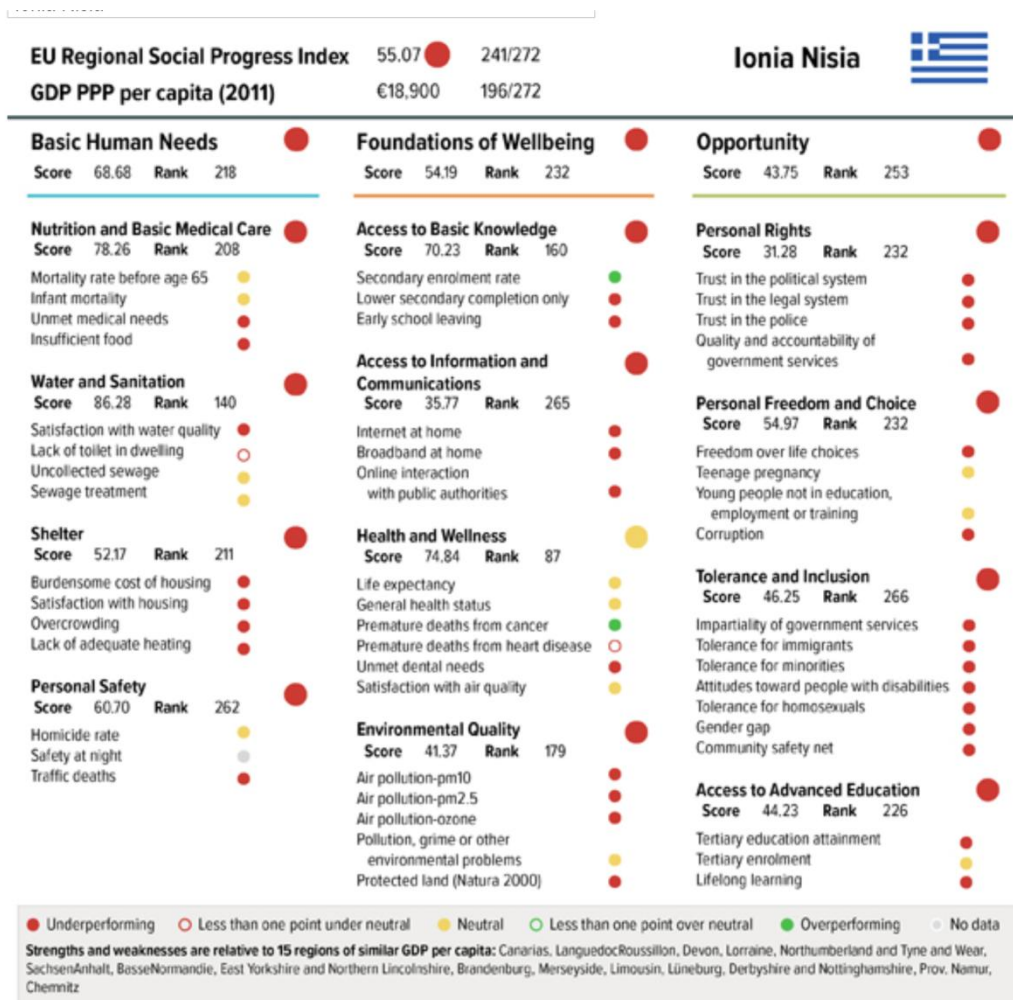 EU Regional Social Progress Index 55.07 241/272
GDP PPP per capita (2011) €18,900 196/272
Ionia Nisia
Basic Human Needs
Score 68.68 Rank 218
Nutrition and Basic Medical Care
Score 78.26 Rank 208
Mortality rate before age 65
Infant mortality
Unmet medical needs
Insufficient food
Water and Sanitation
Score 86.28 Rank 140
Satisfaction with water quality
Lack of toilet in dwelling
Uncollected sewage
Sewage treatment
Shelter
Score 52.17 Rank 211
Burdensome cost of housing
Satisfaction with housing
Overcrowding
Lack of adequate heating
Personal Safety
Score 60.70 Rank 262
Homicide rate
Safety at night
Traffic deaths
Foundations of Wellbeing
Score 54.19 Rank 232
Access to Basic Knowledge
Score 70.23 Rank 160
Secondary enrolment rate
Lower secondary completion only
Early school leaving
Access to Information and
Communications
Score 35.77 Rank 265
Internet at home
Broadband at home
Online interaction
with public authorities
Health and Wellness
Score 74.84 Rank 87
Life expectancy
General health status
Premature deaths from cancer
Premature deaths from heart disease
Unmet dental needs
Satisfaction with air quality
Environmental Quality
Score 41.37 Rank 179
Air pollution-pm10
Air pollution-pm2.5
Air pollution-ozone
Pollution, grime or other
environmental problems
Protected land (Natura 2000)
Opportunity
Score 43.75 Rank 253
Personal Rights
Score 31.28 Rank 232
Trust in the political system
Trust in the legal system
Trust in the police
Quality and accountability of
government services
Personal Freedom and Choice
Score 54.97 Rank 232
Freedom over life choices
Teenage pregnancy
Young people not in education,
employment or training
Corruption
Tolerance and Inclusion
Score 46.25 Rank 266
Impartiality of government services
Tolerance for immigrants
Tolerance for minorities
Attitudes toward people with disabilities
Tolerance for homosexuals
Gender gap
Community safety net
Access to Advanced Education
Score 44.23 Rank 226
Tertiary education attainment
Tertiary enrolment
Lifelong learning
Underperforming Less than one point under neutral Neutral Less than one point over neutral Overperforming No data
Strengths and weaknesses are relative to 15 regions of similar GDP per capita: Canarias, LanguedocRoussillon, Devon, Lorraine, Northumberland and Tyne and Wear,
SachsenAnhalt, BasseNormandie, East Yorkshire and Northern Lincolnshire, Brandenburg, Merseyside, Limousin, Lüneburg, Derbyshire and Nottinghamshire, Prov. Namur,
Chemnitz